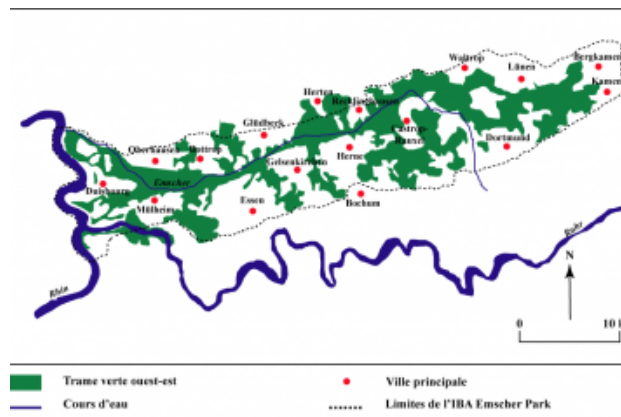 Waltrop
Lünen
Bergkamen
Kamen
Herten
Recklinghausen
Gladbeck
Castrop-
Rauxel
Dortmund
Oberhausen
Bottrop
Herne
Gelsenkirchen
Emscher
Duisbourg
Mülheim
Essen
Bochum
Ruhr
Rhin
N
0
Trame verte ouest-est
Ville principale
Cours d'eau
Limites de l'IBA Emscher Park